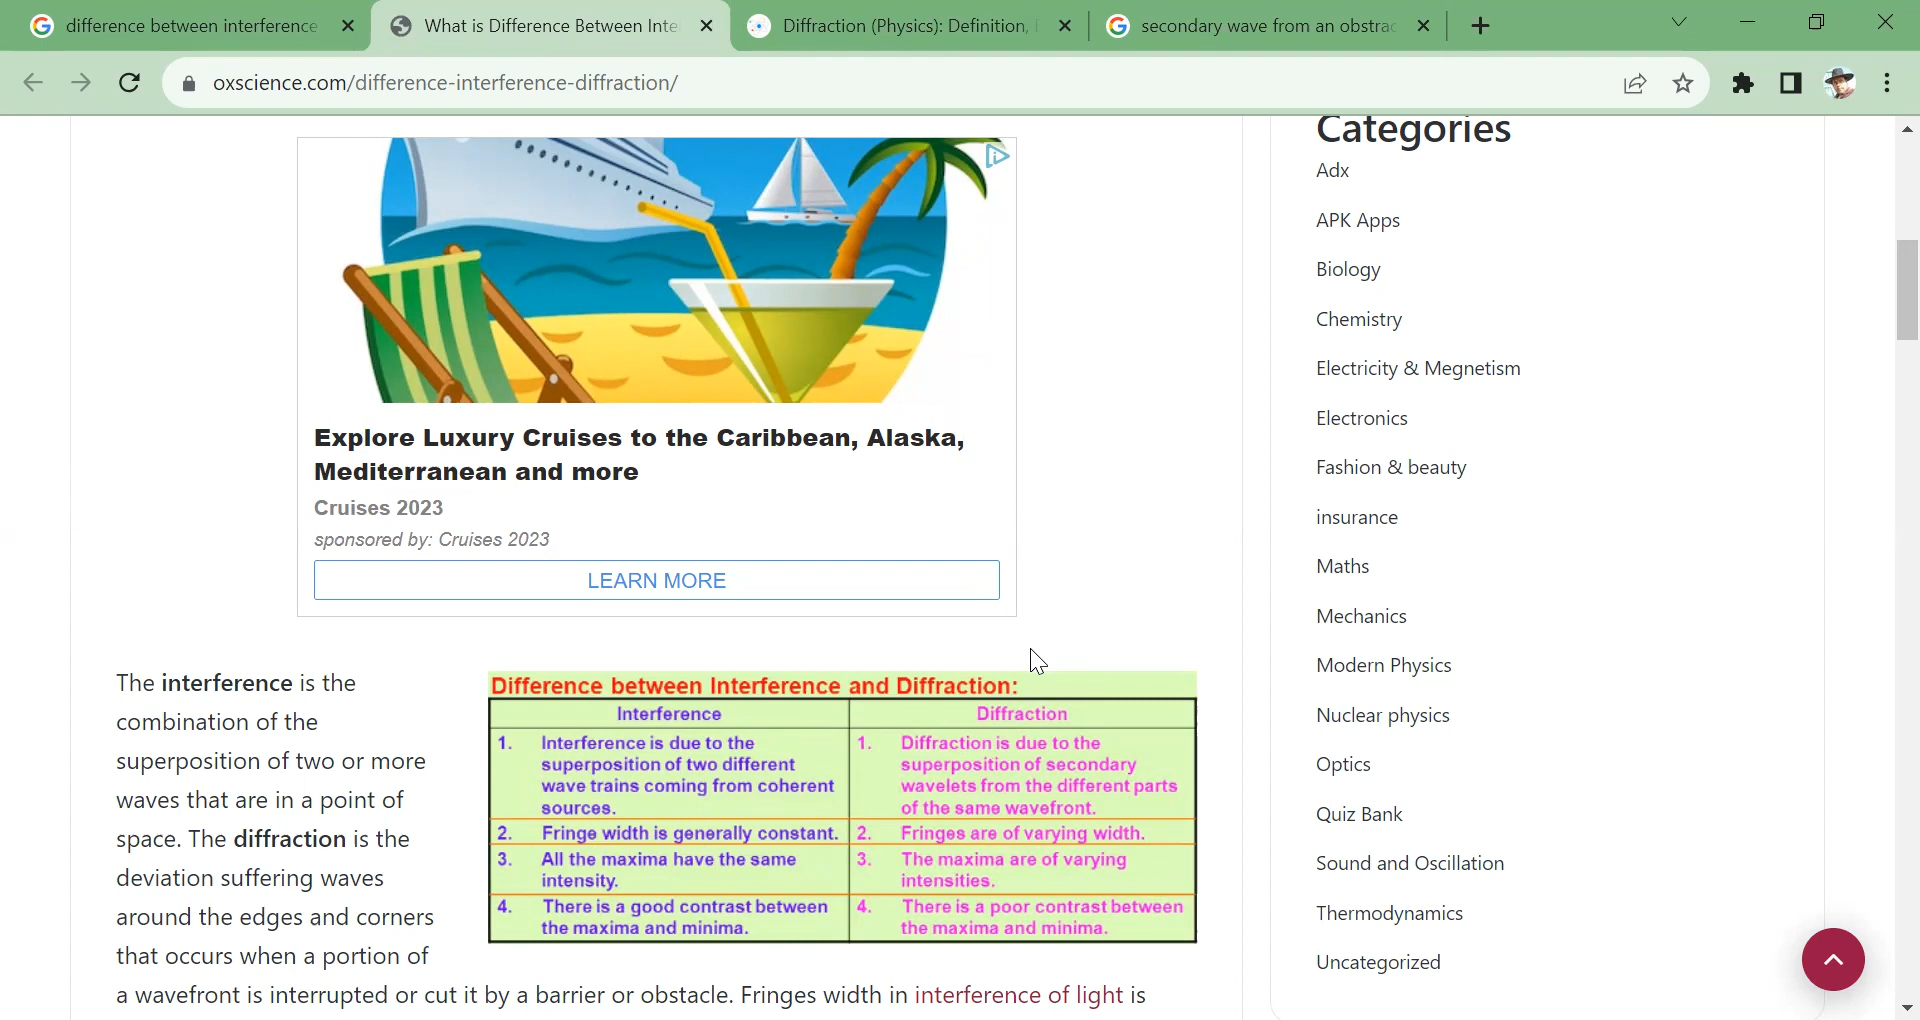 difference between interference
What is Difference Between Inte
Diffraction (Physics): Definition,
secondary wave from an obstrac
oxscience.com/difference-interference-diffraction/
Explore Luxury Cruises to the Caribbean, Alaska,
Mediterranean and more
Cruises 2023
sponsored by: Cruises 2023
LEARN MORE
The interference is the
combination of the
superposition of two or more
waves that are in a point of
space. The diffraction is the
deviation suffering waves
around the edges and corners
that occurs when a portion of
a wavefront is interrupted or cut it by a barrier or obstacle. Fringes width in interference of light is
Difference between Interference and Diffraction:
Interference
Diffraction
1. Interference is due to the
superposition of two different
wave trains coming from coherent
sources.
1. Diffraction is due to the
superposition of secondary
wavelets from the different parts
of the same wavefront.
2. Fringe width is generally constant.
2. Fringes are of varying width.
3. All the maxima have the same
intensity.
3. The maxima are of varying
intensities.
4. There is a good contrast between
the maxima and minima.
4. There is a poor contrast between
the maxima and minima.
Categories
Adx
APK Apps
Biology
Chemistry
Electricity & Megnetism
Electronics
Fashion & beauty
insurance
Maths
Mechanics
Modern Physics
Nuclear physics
Optics
Quiz Bank
Sound and Oscillation
Thermodynamics
Uncategorized